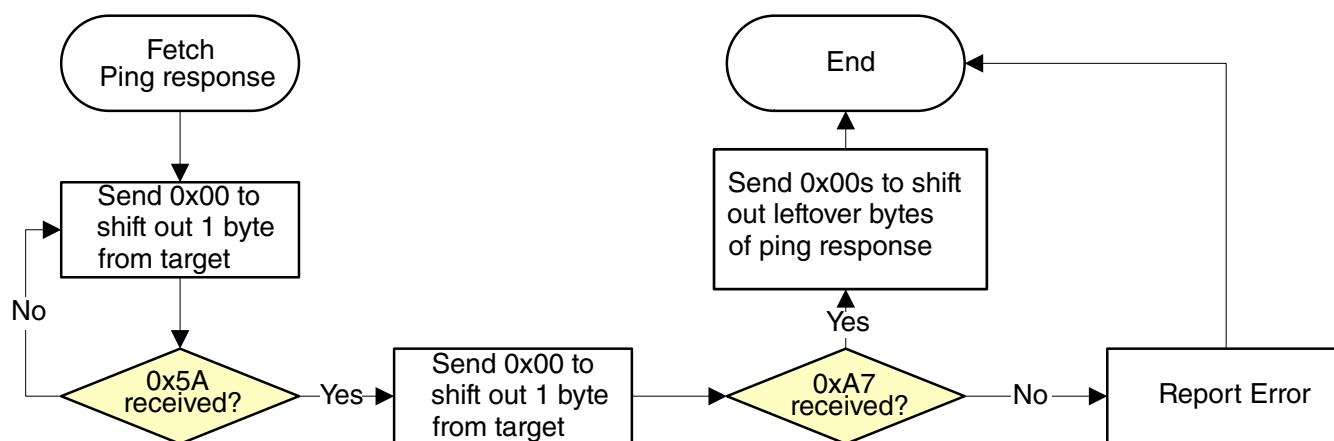 Fetch
Ping response
Send 0x00 to
shift out 1 byte
from target
No
0x5A
received?
Yes
Send 0x00 to
shift out 1 byte
from target
0xA7
received?
Yes
Send 0x00s to shift
out leftover bytes
of ping response
End
No
Report Error